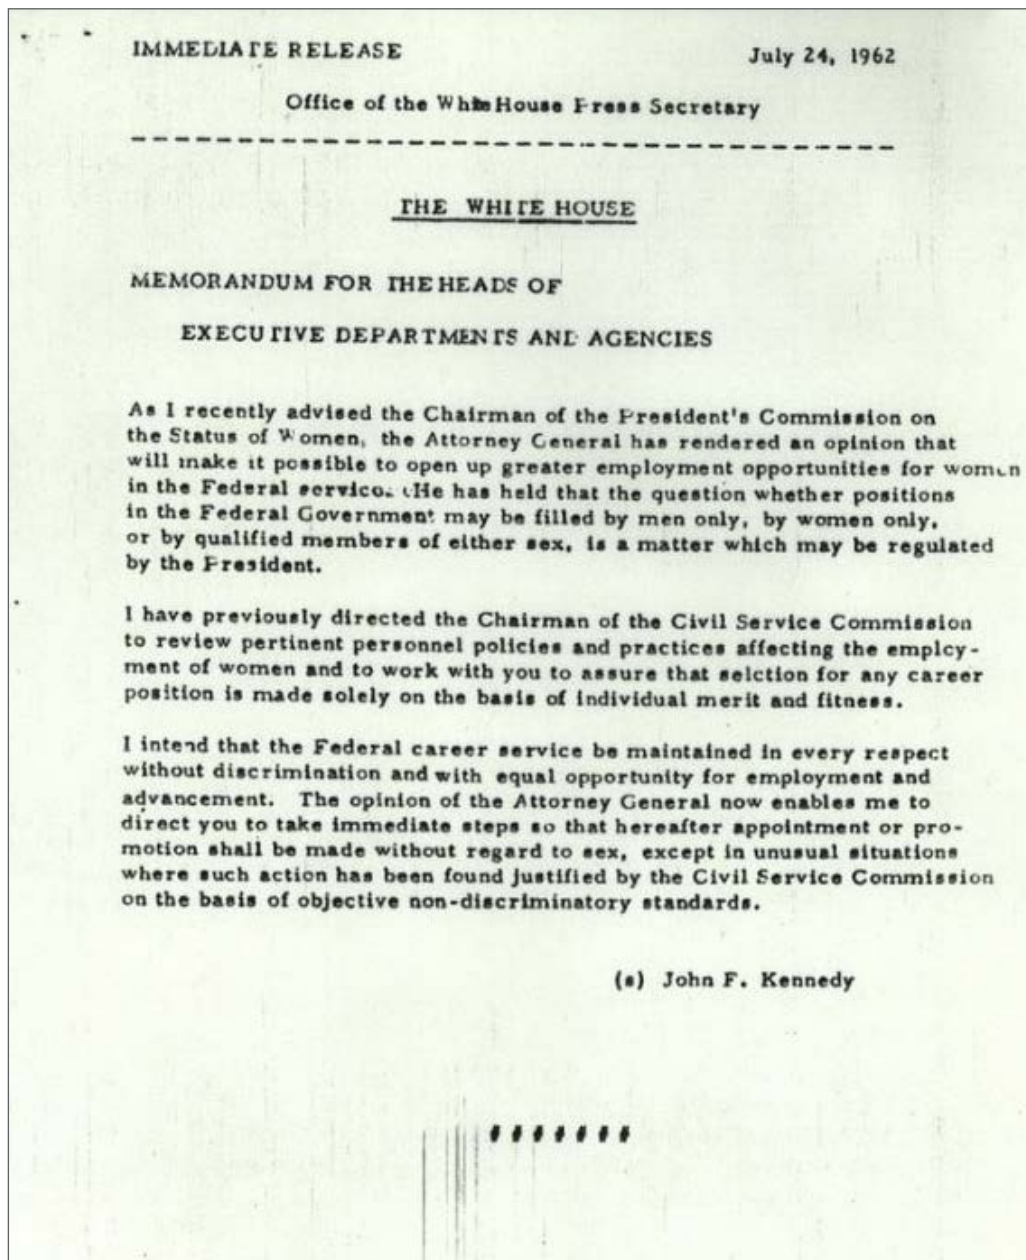 IMMEDIATE RELEASE July 24, 1962
Office of the White House Press Secretary
THE WHITE HOUSE
MEMORANDUM FOR THE HEADS OF
EXECUTIVE DEPARTMENTS AND AGENCIES
As I recently advised the Chairman of the President's Commission on
the Status of Women, the Attorney General has rendered an opinion that
will make it possible to open up greater employment opportunities for women
in the Federal service. He has held that the question whether positions
in the Federal Government may be filled by men only, by women only,
or by qualified members of either sex, is a matter which may be regulated
by the President.
I have previously directed the Chairman of the Civil Service Commission
to review pertinent personnel policies and practices affecting the employ-
ment of women and to work with you to assure that selction for any career
position is made solely on the basis of individual merit and fitness.
I intend that the Federal career service be maintained in every respect
without discrimination and with equal opportunity for employment and
advancement. The opinion of the Attorney General now enables me to
direct you to take immediate steps so that hereafter appointment or pro-
motion shall be made without regard to sex, except in unusual situations
where such action has been found justified by the Civil Service Commission
on the basis of objective non-discriminatory standards.
(s) John F. Kennedy
# # # # # # #